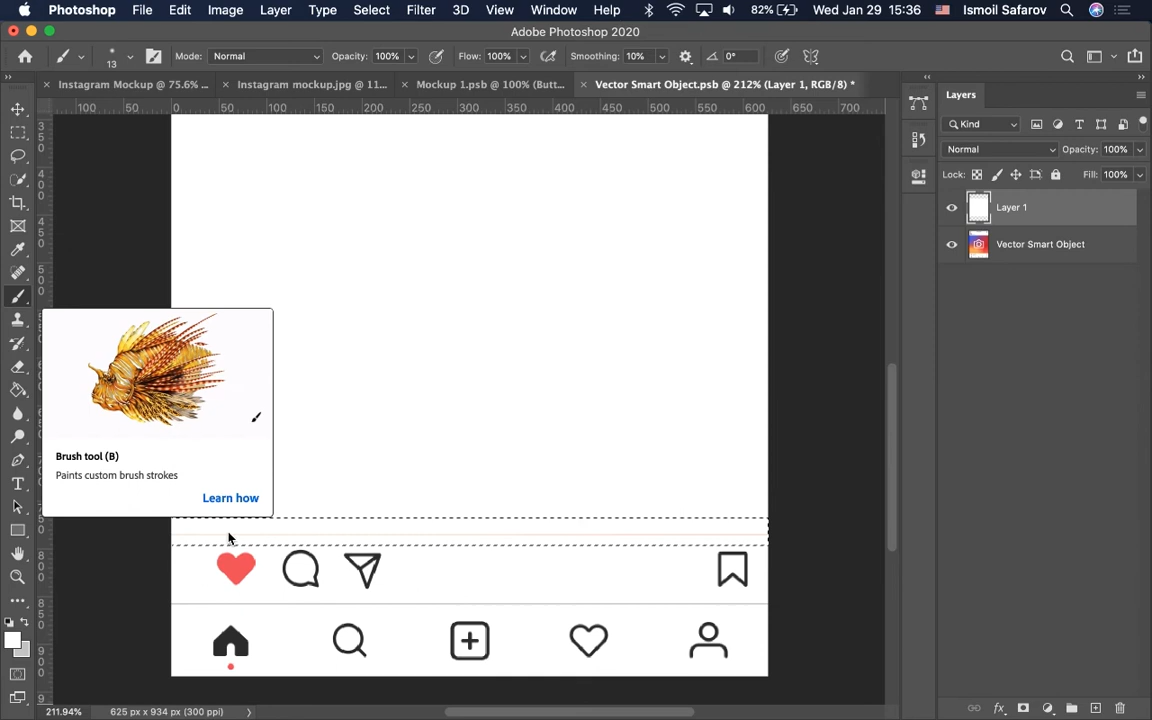 Photoshop File Edit Image Layer Type Select Filter 3D View Window Help 82% Wed Jan 29 15:36 Ismoil Safarov
Adobe Photoshop 2020
13 Mode: Normal Opacity: 100% Flow: 100% Smoothing: 10% 0°
Instagram Mockup @ 75.6% ... Instagram mockup.jpg @ 11... Mockup 1.psb @ 100% (Butt... Vector Smart Object.psb @ 212% (Layer 1, RGB/8) *
100 50 0 50 100 150 200 250 300 350 400 450 500 550 600 650 700
Layers
Kind
Normal Opacity: 100%
Lock: Fill: 100%
Layer 1
Vector Smart Object
Brush tool (B)
Paints custom brush strokes
Learn how
211.94% 625 px x 934 px (300 ppi)